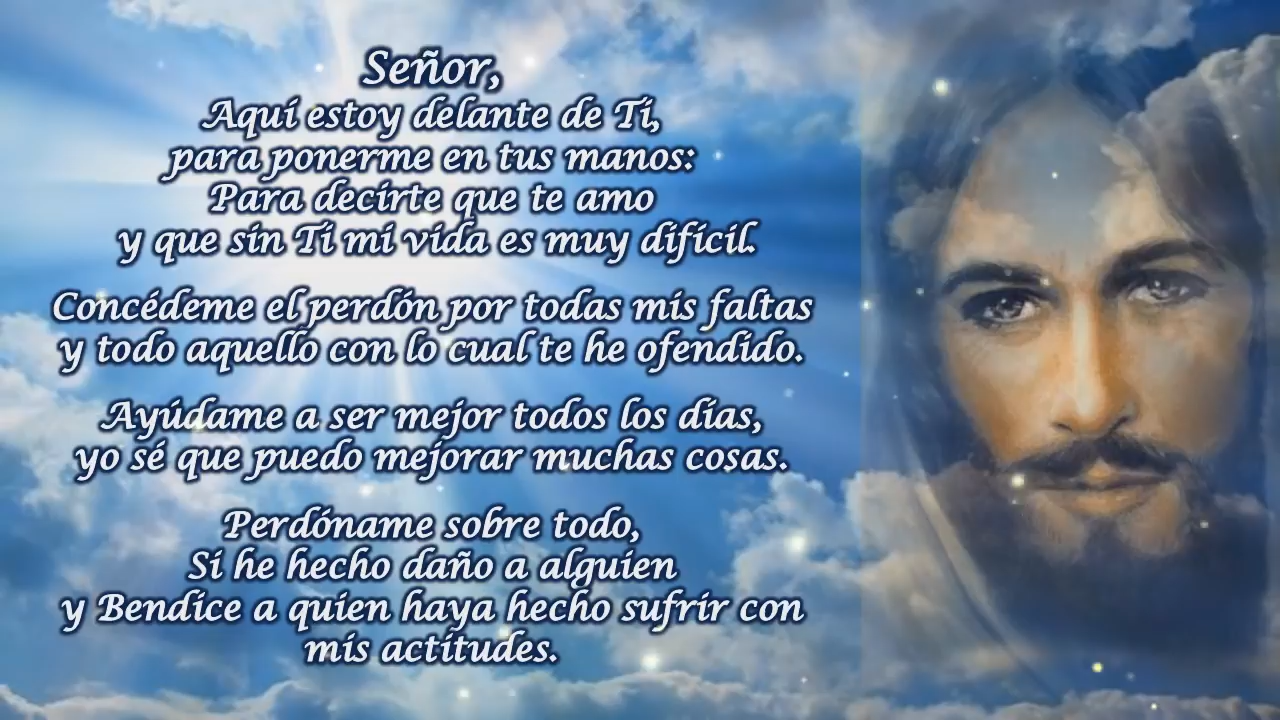 Señor,
Aquí estoy delante de Ti,
para ponerme en tus manos:
Para decirte que te amo
y que sin Ti mi vida es muy difícil.
Concédeme el perdón por todas mis faltas
y todo aquello con lo cual te he ofendido.
Ayúdame a ser mejor todos los días,
yo sé que puedo mejorar muchas cosas.
Perdóname sobre todo,
Si he hecho daño a alguien
y Bendice a quien haya hecho sufrir con
mis actitudes.